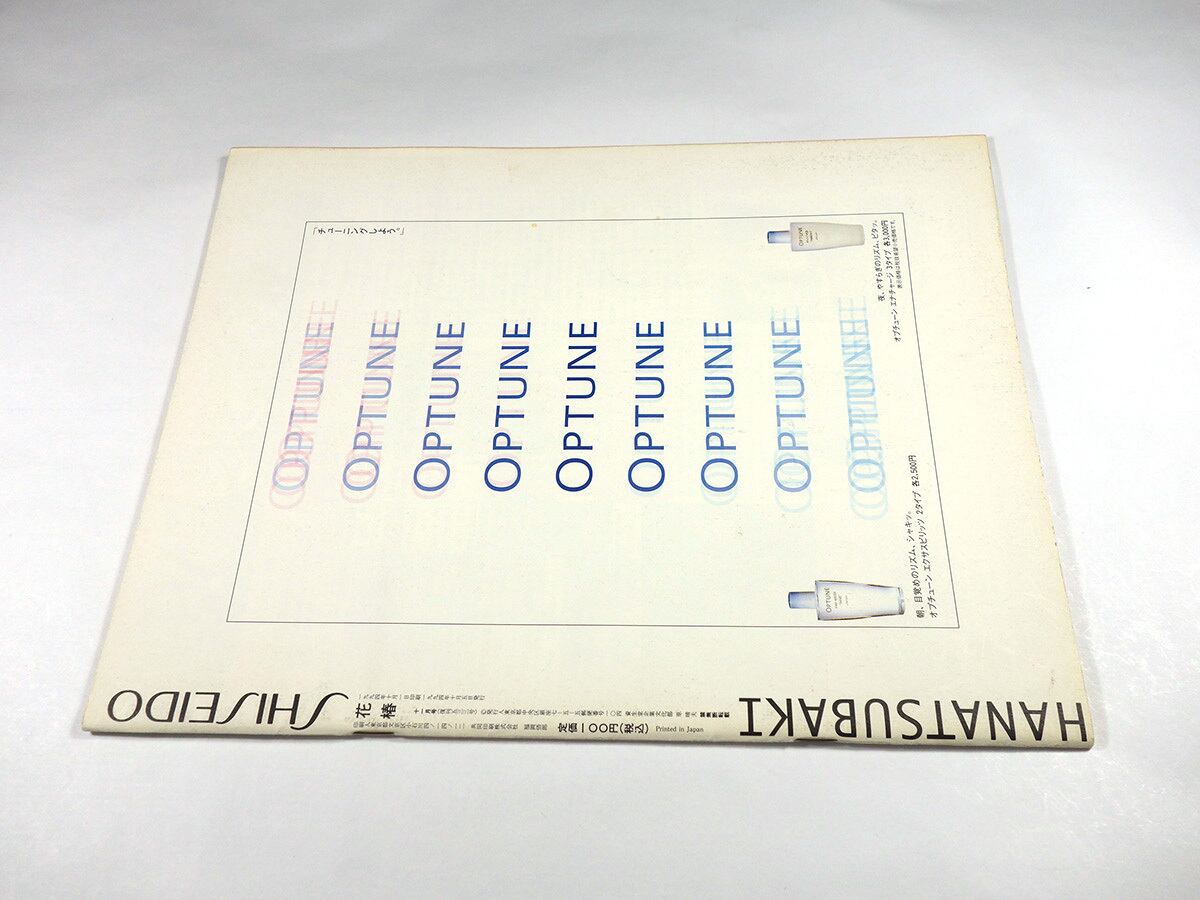 「チューニングしよう。」
OPTUNE
OPTUNE
OPTUNE
OPTUNE
OPTUNE
OPTUNE
OPTUNE
OPTUNE
OPTUNE
OPTUNE
夜、やすらぎのリズム、ピタッ。
オプチューン エナチャージ 3タイプ 各3,000円
OPTUNE
朝、目覚めのリズム、シャキッ。
オプチューン エクサスピリッツ 2タイプ 各2,500円
SHISEIDO
花椿
定価一〇〇円(税込)
Printed in Japan
HANATSUBAKI